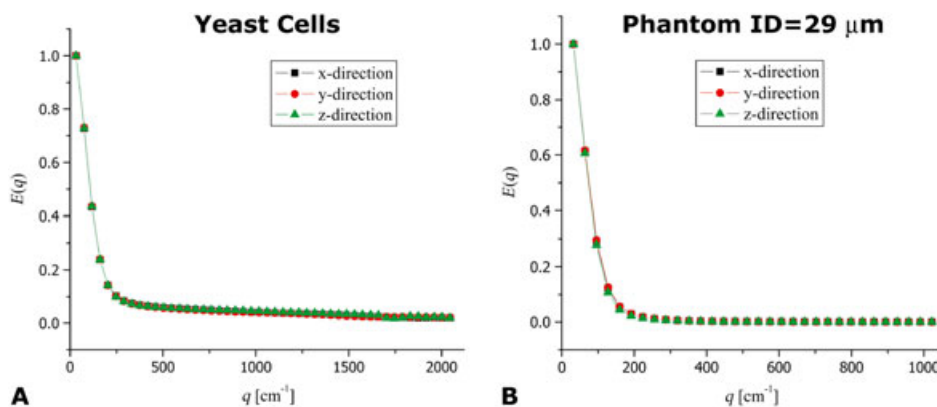 Yeast Cells
Phantom ID=29 μm
x-direction
y-direction
z-direction
x-direction
y-direction
z-direction
1.0
0.8
0.6
0.4
0.2
0.0
E(q)
0
500
1000
1500
2000
q [cm⁻¹]
A
1.0
0.8
0.6
0.4
0.2
0.0
E(q)
0
200
400
600
800
1000
q [cm⁻¹]
B